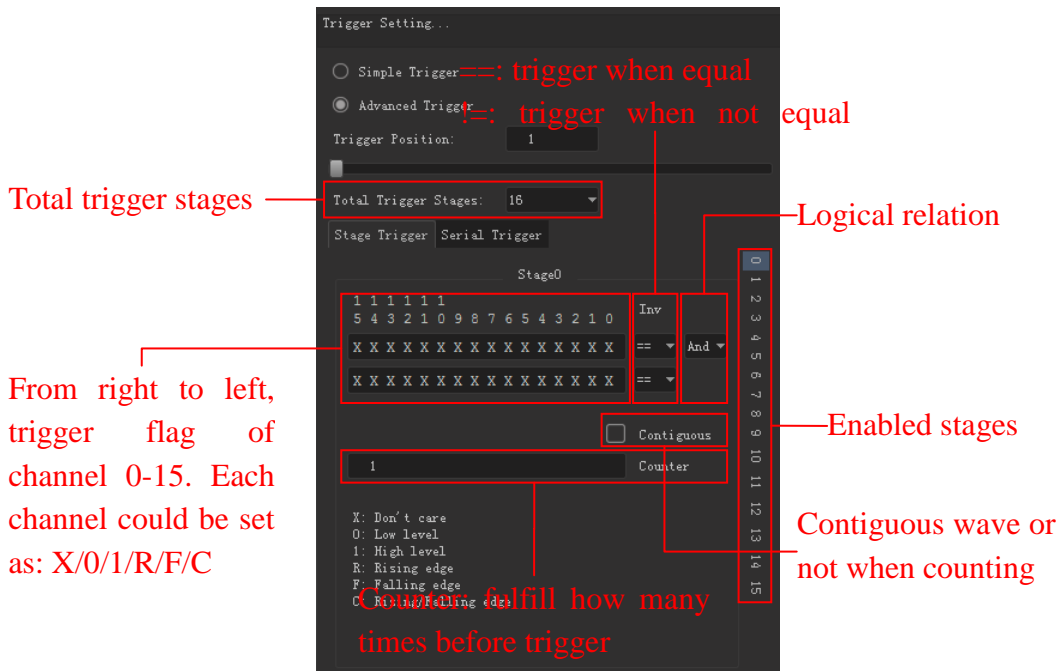 Trigger Setting...
Simple Trigger
==: trigger when equal
Advanced Trigger
!=: trigger when not equal
Trigger Position: 1
Total trigger stages
Total Trigger Stages: 16
Logical relation
Stage Trigger Serial Trigger
Stage0
1 1 1 1 1 1
5 4 3 2 1 0 9 8 7 6 5 4 3 2 1 0
Inv
X X X X X X X X X X X X X X X X == And
X X X X X X X X X X X X X X X X ==
From right to left,
trigger flag of
channel 0-15. Each
channel could be set
as: X/0/1/R/F/C
Contiguous
1 Counter
0
1
2
3
4
5
6
7
8
9
10
11
12
13
14
15
Enabled stages
Contiguous wave or
not when counting
X: Don't care
0: Low level
1: High level
R: Rising edge
F: Falling edge
C: Rising/Falling edge
Counter: fulfill how many
times before trigger